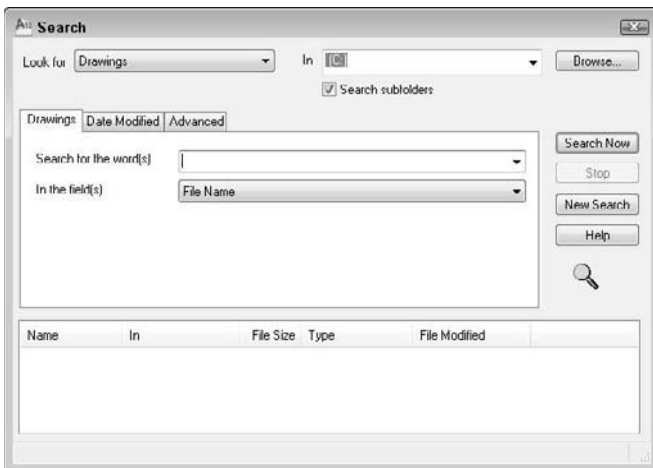 Search
Look for Drawings In (C:) Browse...
Search subfolders
Drawings Date Modified Advanced
Search for the word(s)
In the field(s) File Name
Search Now
Stop
New Search
Help
Name In File Size Type File Modified